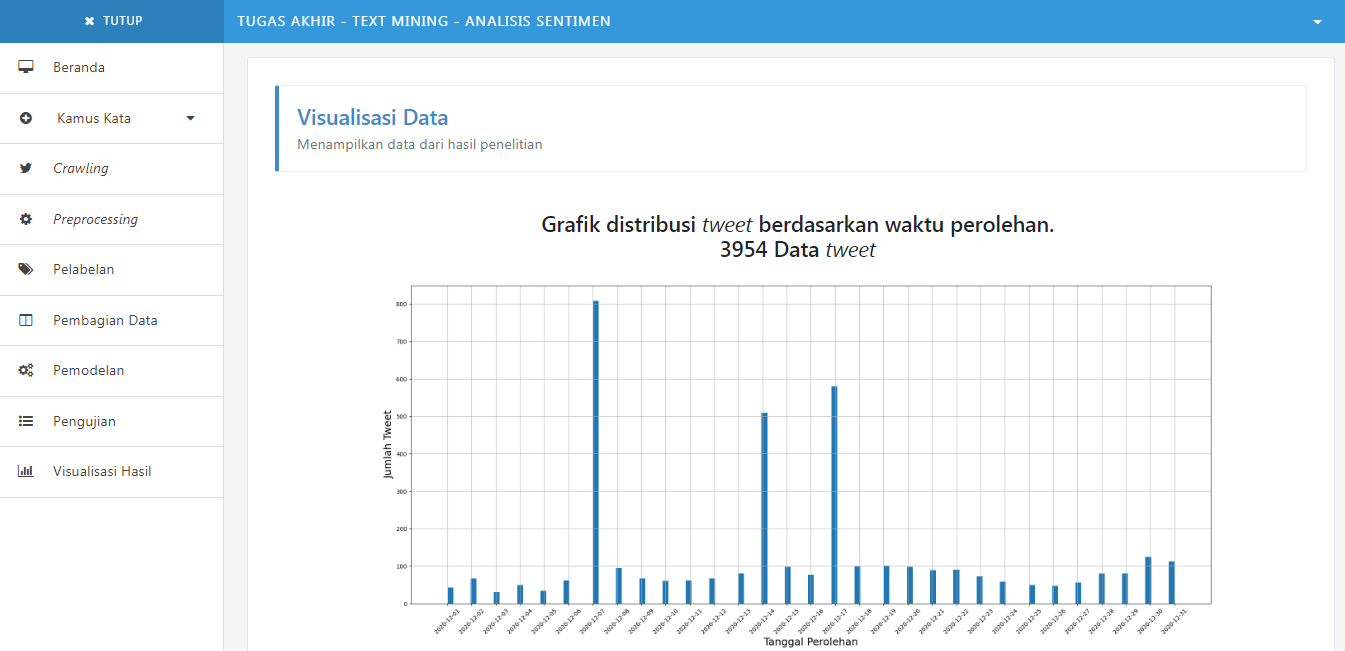 TUTUP
TUGAS AKHIR - TEXT MINING - ANALISIS SENTIMEN
Beranda
Kamus Kata
Crawling
Preprocessing
Pelabelan
Pembagian Data
Pemodelan
Pengujian
Visualisasi Hasil
Visualisasi Data
Menampilkan data dari hasil penelitian
Grafik distribusi tweet berdasarkan waktu perolehan.
3954 Data tweet
Jumlah Tweet
800
700
600
500
400
300
200
100
0
2020-12-01
2020-12-02
2020-12-03
2020-12-04
2020-12-05
2020-12-06
2020-12-07
2020-12-08
2020-12-09
2020-12-10
2020-12-11
2020-12-12
2020-12-13
2020-12-14
2020-12-15
2020-12-16
2020-12-17
2020-12-18
2020-12-19
2020-12-20
2020-12-21
2020-12-22
2020-12-23
2020-12-24
2020-12-25
2020-12-26
2020-12-27
2020-12-28
2020-12-29
2020-12-30
2020-12-31
Tanggal Perolehan